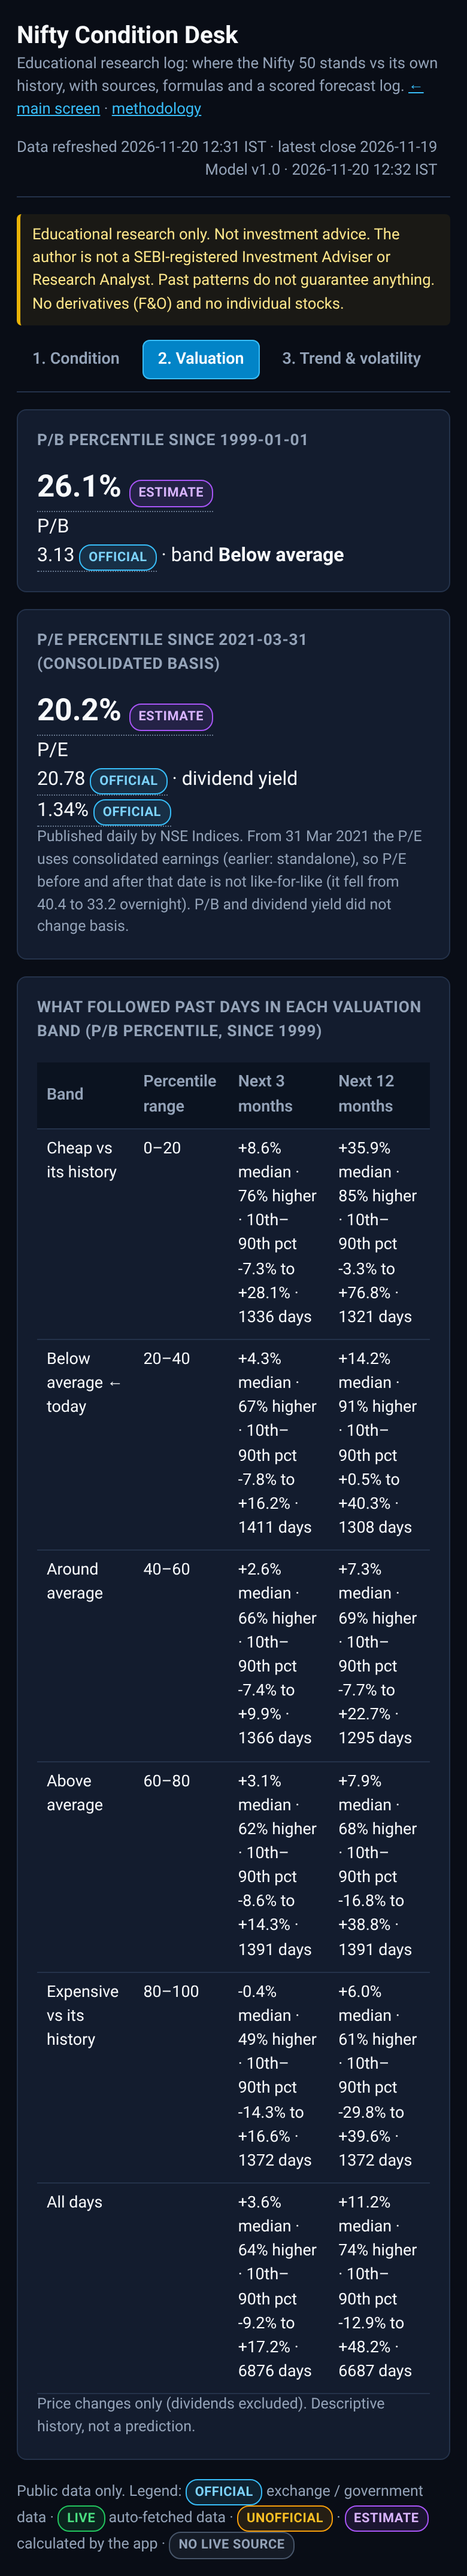 Nifty Condition Desk
Educational research log: where the Nifty 50 stands vs its own
history, with sources, formulas and a scored forecast log. ←
main screen · methodology
Data refreshed 2026-11-20 12:31 IST · latest close 2026-11-19
Model v1.0 · 2026-11-20 12:32 IST
Educational research only. Not investment advice. The
author is not a SEBI-registered Investment Adviser or
Research Analyst. Past patterns do not guarantee anything.
No derivatives (F&O) and no individual stocks.
1. Condition 2. Valuation 3. Trend & volatility
P/B PERCENTILE SINCE 1999-01-01
26.1% ESTIMATE
P/B
3.13 OFFICIAL · band Below average
P/E PERCENTILE SINCE 2021-03-31
(CONSOLIDATED BASIS)
20.2% ESTIMATE
P/E
20.78 OFFICIAL · dividend yield
1.34% OFFICIAL
Published daily by NSE Indices. From 31 Mar 2021 the P/E
uses consolidated earnings (earlier: standalone), so P/E
before and after that date is not like-for-like (it fell from
40.4 to 33.2 overnight). P/B and dividend yield did not
change basis.
WHAT FOLLOWED PAST DAYS IN EACH VALUATION
BAND (P/B PERCENTILE, SINCE 1999)
Band
Percentile
range
Next 3
months
Next 12
months
Cheap vs
its history
0–20
+8.6%
median ·
76% higher
· 10th–
90th pct
-7.3% to
+28.1% ·
1336 days
+35.9%
median ·
85% higher
· 10th–
90th pct
-3.3% to
+76.8% ·
1321 days
Below
average ←
today
20–40
+4.3%
median ·
67% higher
· 10th–
90th pct
-7.8% to
+16.2% ·
1411 days
+14.2%
median ·
91% higher
· 10th–
90th pct
+0.5% to
+40.3% ·
1308 days
Around
average
40–60
+2.6%
median ·
66% higher
· 10th–
90th pct
-7.4% to
+9.9% ·
1366 days
+7.3%
median ·
69% higher
· 10th–
90th pct
-7.7% to
+22.7% ·
1295 days
Above
average
60–80
+3.1%
median ·
62% higher
· 10th–
90th pct
-8.6% to
+14.3% ·
1391 days
+7.9%
median ·
68% higher
· 10th–
90th pct
-16.8% to
+38.8% ·
1391 days
Expensive
vs its
history
80–100
-0.4%
median ·
49% higher
· 10th–
90th pct
-14.3% to
+16.6% ·
1372 days
+6.0%
median ·
61% higher
· 10th–
90th pct
-29.8% to
+39.6% ·
1372 days
All days
+3.6%
median ·
64% higher
· 10th–
90th pct
-9.2% to
+17.2% ·
6876 days
+11.2%
median ·
74% higher
· 10th–
90th pct
-12.9% to
+48.2% ·
6687 days
Price changes only (dividends excluded). Descriptive
history, not a prediction.
Public data only. Legend: OFFICIAL exchange / government
data · LIVE auto-fetched data · UNOFFICIAL · ESTIMATE
calculated by the app · NO LIVE SOURCE